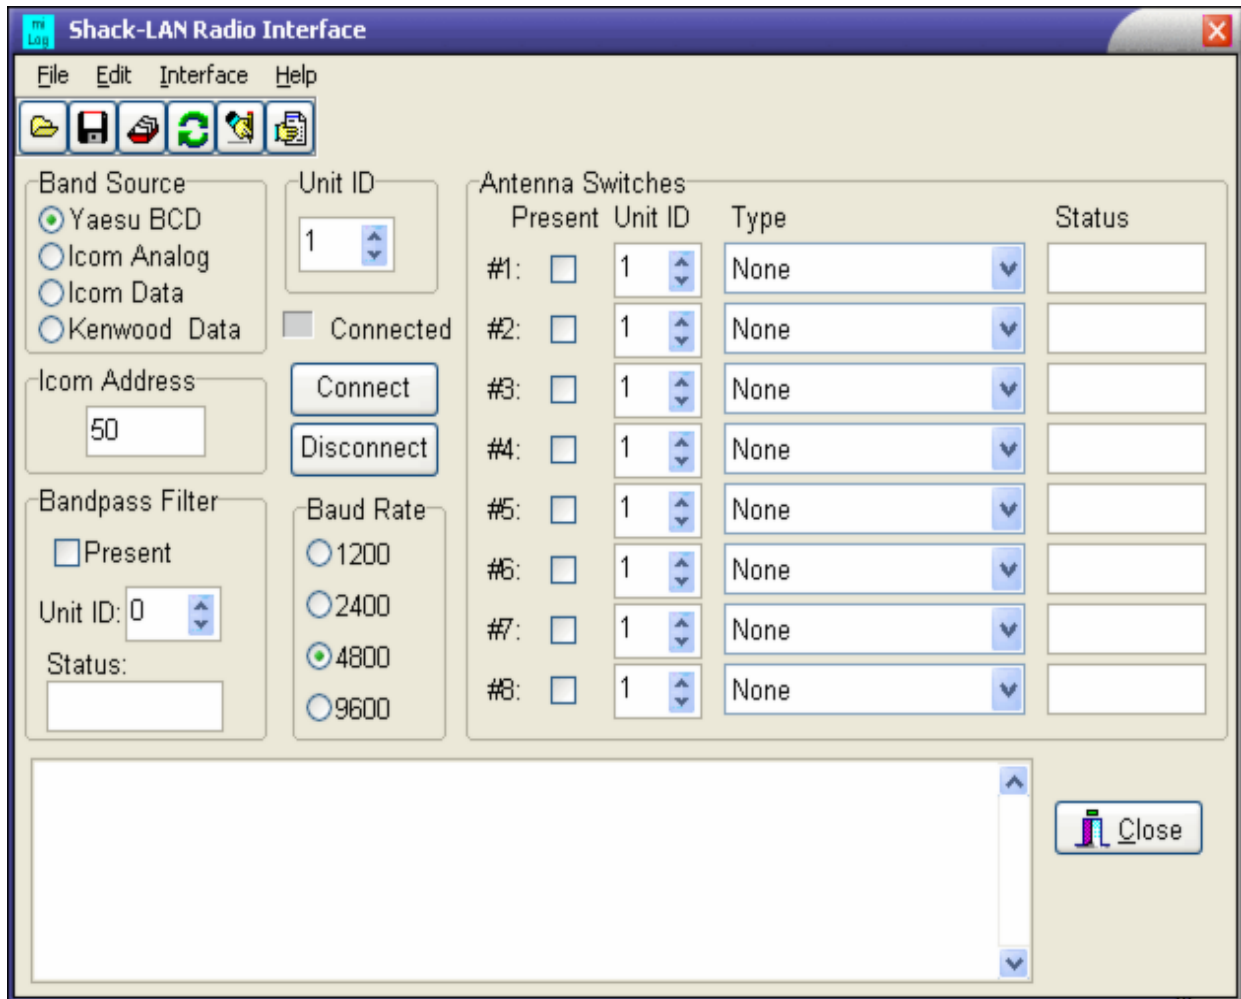 mi Log Shack-LAN Radio Interface
File Edit Interface Help
Band Source
Yaesu BCD
Icom Analog
Icom Data
Kenwood Data
Unit ID
1
Connected
Icom Address
50
Connect
Disconnect
Bandpass Filter
Present
Unit ID: 0
Status:
Baud Rate
1200
2400
4800
9600
Antenna Switches
Present Unit ID Type Status
#1: 1 None
#2: 1 None
#3: 1 None
#4: 1 None
#5: 1 None
#6: 1 None
#7: 1 None
#8: 1 None
Close